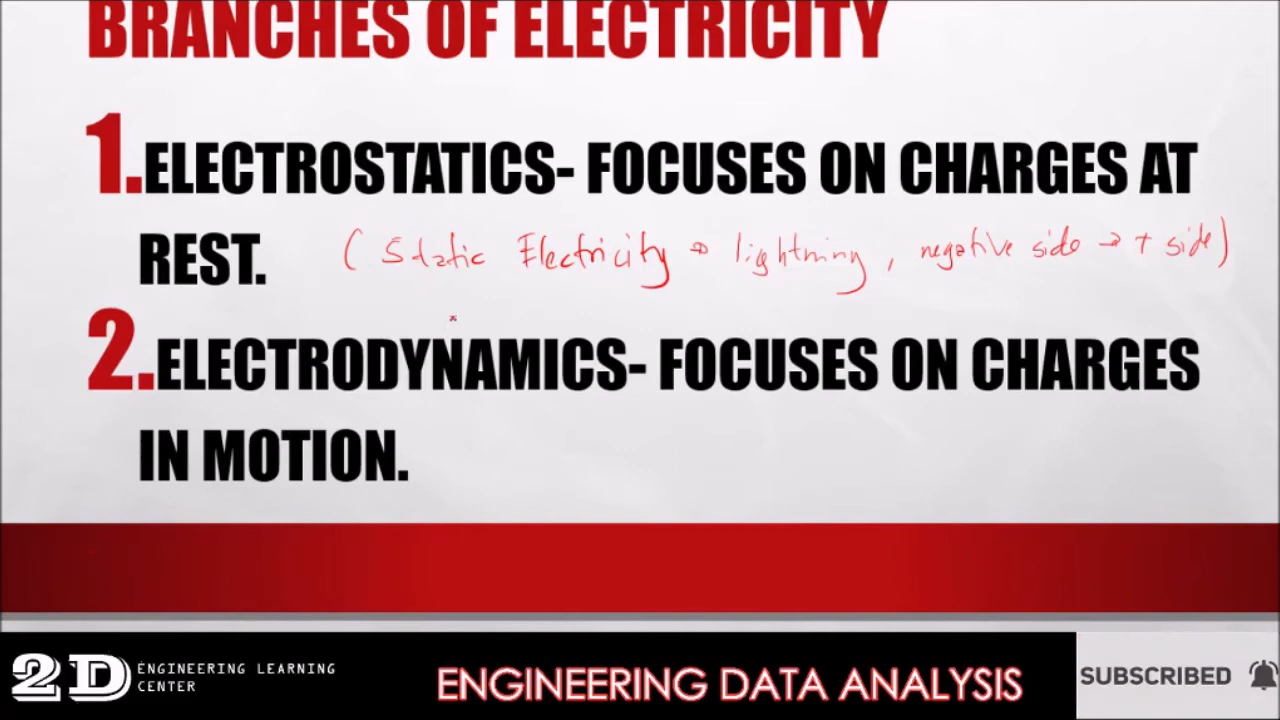 BRANCHES OF ELECTRICITY
1.ELECTROSTATICS- FOCUSES ON CHARGES AT
REST. (Static Electricity → lightning, negative side → + side)
2.ELECTRODYNAMICS- FOCUSES ON CHARGES
IN MOTION.
2D ENGINEERING LEARNING
CENTER
ENGINEERING DATA ANALYSIS
SUBSCRIBED